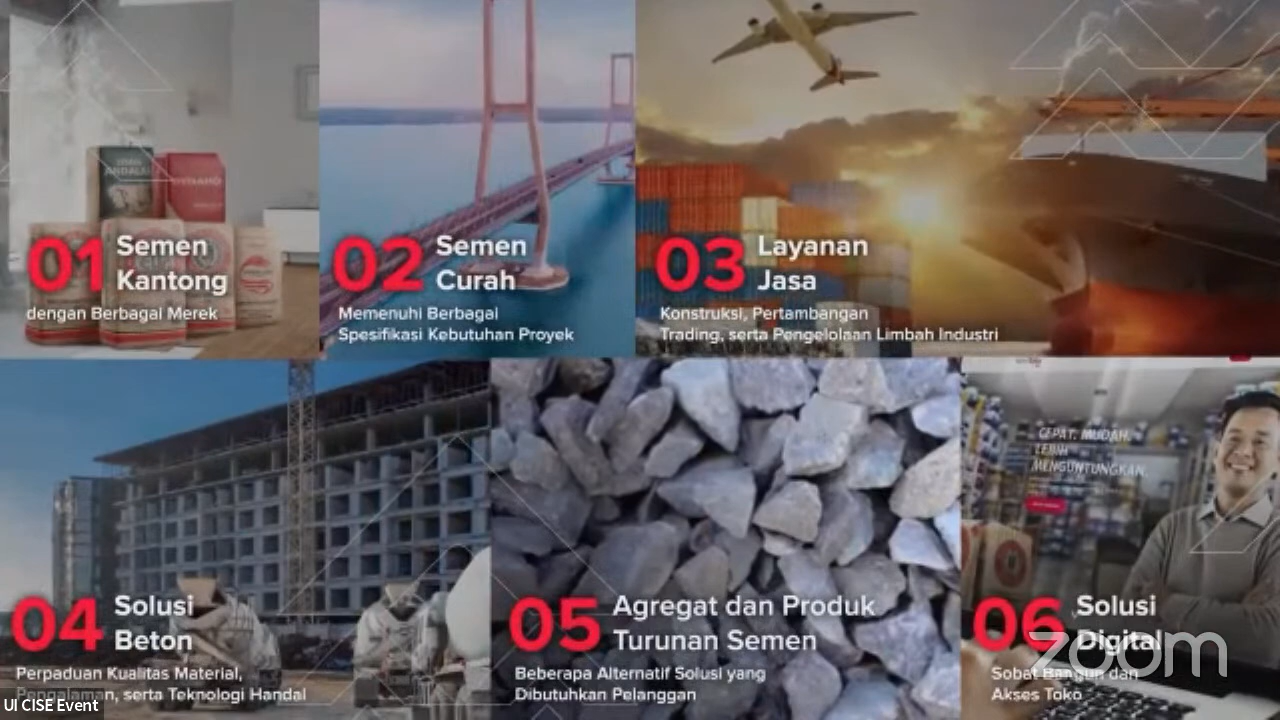 SEMEN
ANDALAS
DYNAMO
01
Semen
Kantong
dengan Berbagai Merek
02
Semen
Curah
Memenuhi Berbagai
Spesifikasi Kebutuhan Proyek
03
Layanan
Jasa
Konstruksi, Pertambangan
Trading, serta Pengelolaan Limbah Industri
04
Solusi
Beton
Perpaduan Kualitas Material,
Pengalaman, serta Teknologi Handal
05
Agregat dan Produk
Turunan Semen
Beberapa Alternatif Solusi yang
Dibutuhkan Pelanggan
CEPAT, MUDAH,
LEBIH
MENGUNTUNGKAN.
06
Solusi
Digital
Sobat Bangun dan
Akses Toko
zoom
UI CISE Event